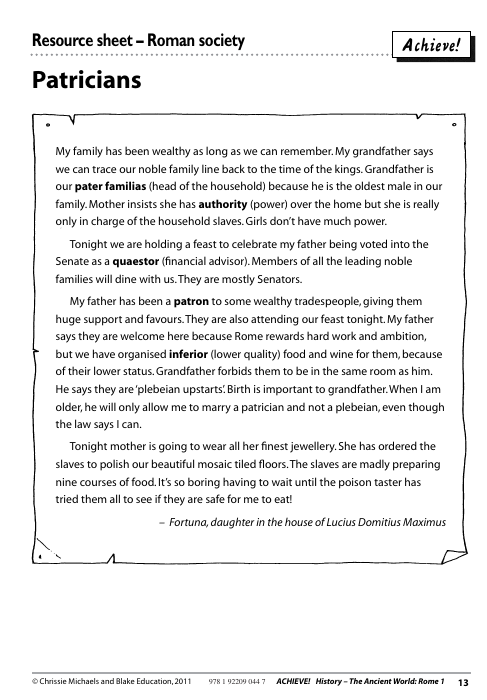 Resource sheet – Roman society
Achieve!
Patricians
My family has been wealthy as long as we can remember. My grandfather says
we can trace our noble family line back to the time of the kings. Grandfather is
our pater familias (head of the household) because he is the oldest male in our
family. Mother insists she has authority (power) over the home but she is really
only in charge of the household slaves. Girls don't have much power.
Tonight we are holding a feast to celebrate my father being voted into the
Senate as a quaestor (financial advisor). Members of all the leading noble
families will dine with us. They are mostly Senators.
My father has been a patron to some wealthy tradespeople, giving them
huge support and favours. They are also attending our feast tonight. My father
says they are welcome here because Rome rewards hard work and ambition,
but we have organised inferior (lower quality) food and wine for them, because
of their lower status. Grandfather forbids them to be in the same room as him.
He says they are 'plebeian upstarts'. Birth is important to grandfather. When I am
older, he will only allow me to marry a patrician and not a plebeian, even though
the law says I can.
Tonight mother is going to wear all her finest jewellery. She has ordered the
slaves to polish our beautiful mosaic tiled floors. The slaves are madly preparing
nine courses of food. It's so boring having to wait until the poison taster has
tried them all to see if they are safe for me to eat!
– Fortuna, daughter in the house of Lucius Domitius Maximus
© Chrissie Michaels and Blake Education, 2011 978 1 92209 044 7 ACHIEVE! History – The Ancient World: Rome 1 13